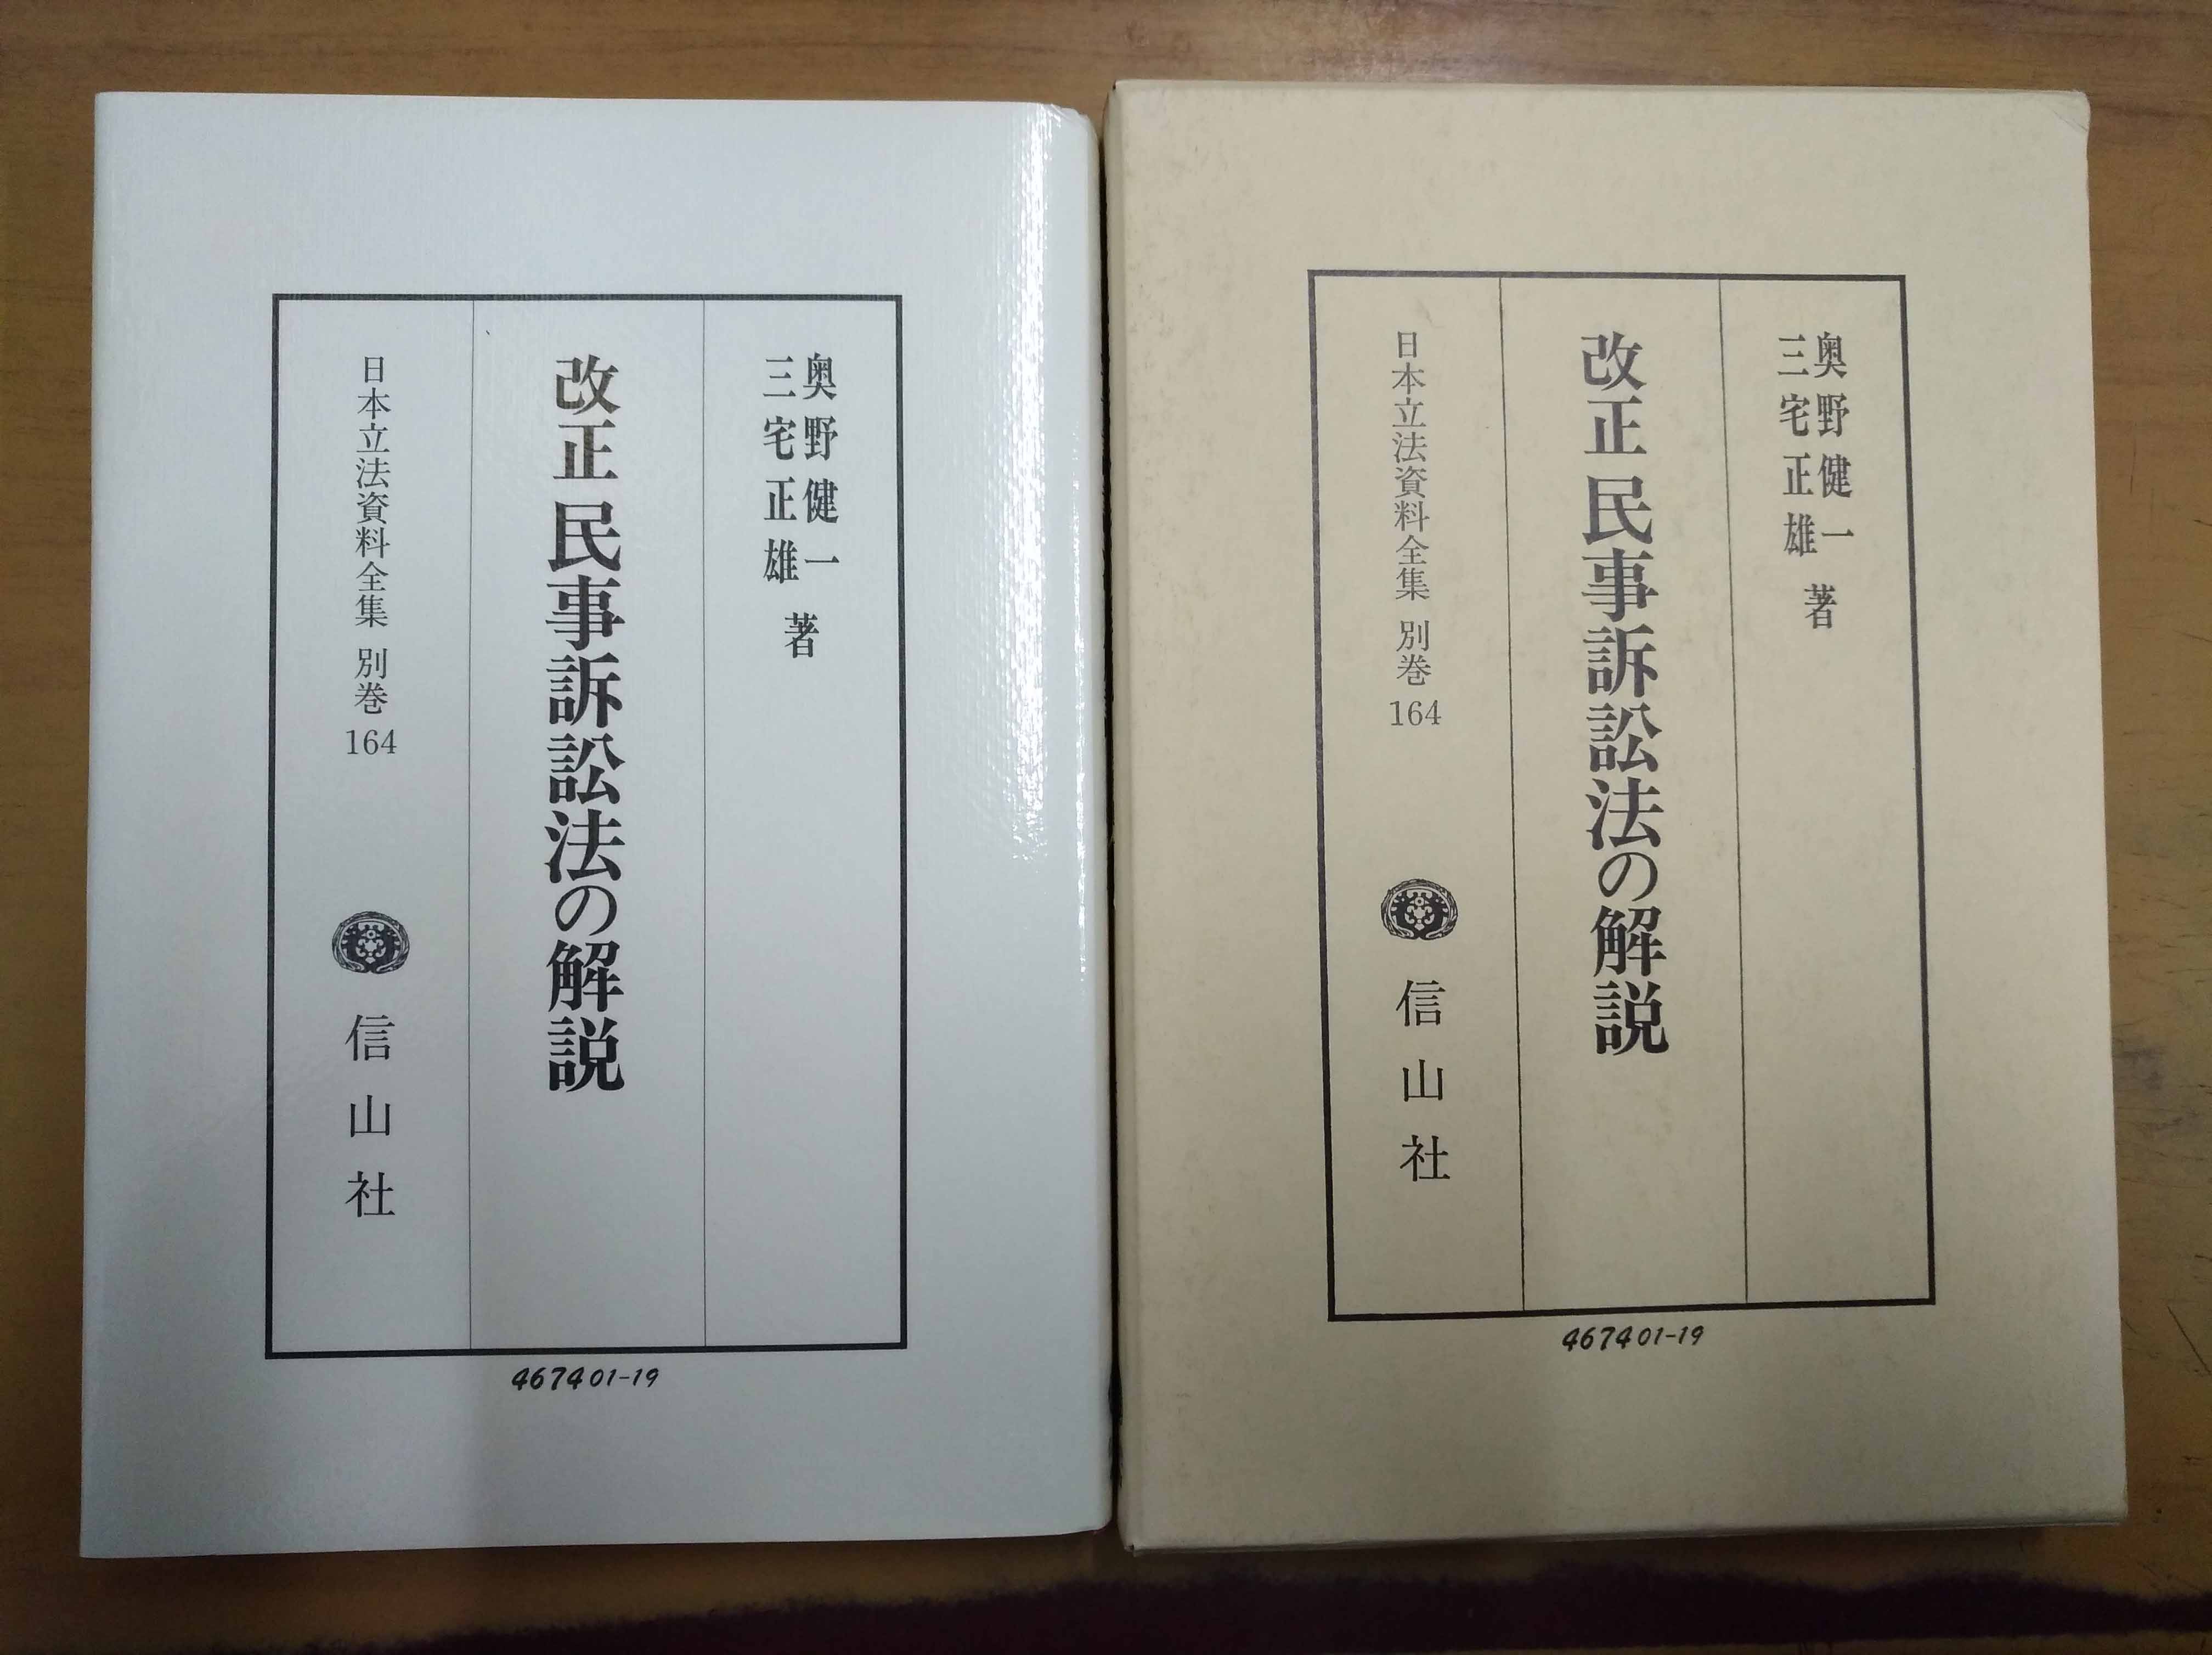 奥野健一
三宅正雄
著
改正 民事訴訟法の解説
日本立法資料全集 別巻 164
信山社
467401-19
奥野健一
三宅正雄
著
改正 民事訴訟法の解説
日本立法資料全集 別巻 164
信山社
467401-19